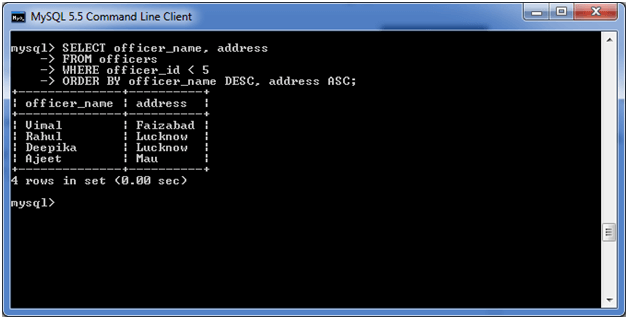 MySQL 5.5 Command Line Client
mysql> SELECT officer_name, address
    -> FROM officers
    -> WHERE officer_id < 5
    -> ORDER BY officer_name DESC, address ASC;
+--------------+----------+
| officer_name | address  |
+--------------+----------+
| Vimal        | Faizabad |
| Rahul        | Lucknow  |
| Deepika      | Lucknow  |
| Ajeet        | Mau      |
+--------------+----------+
4 rows in set (0.00 sec)
mysql>